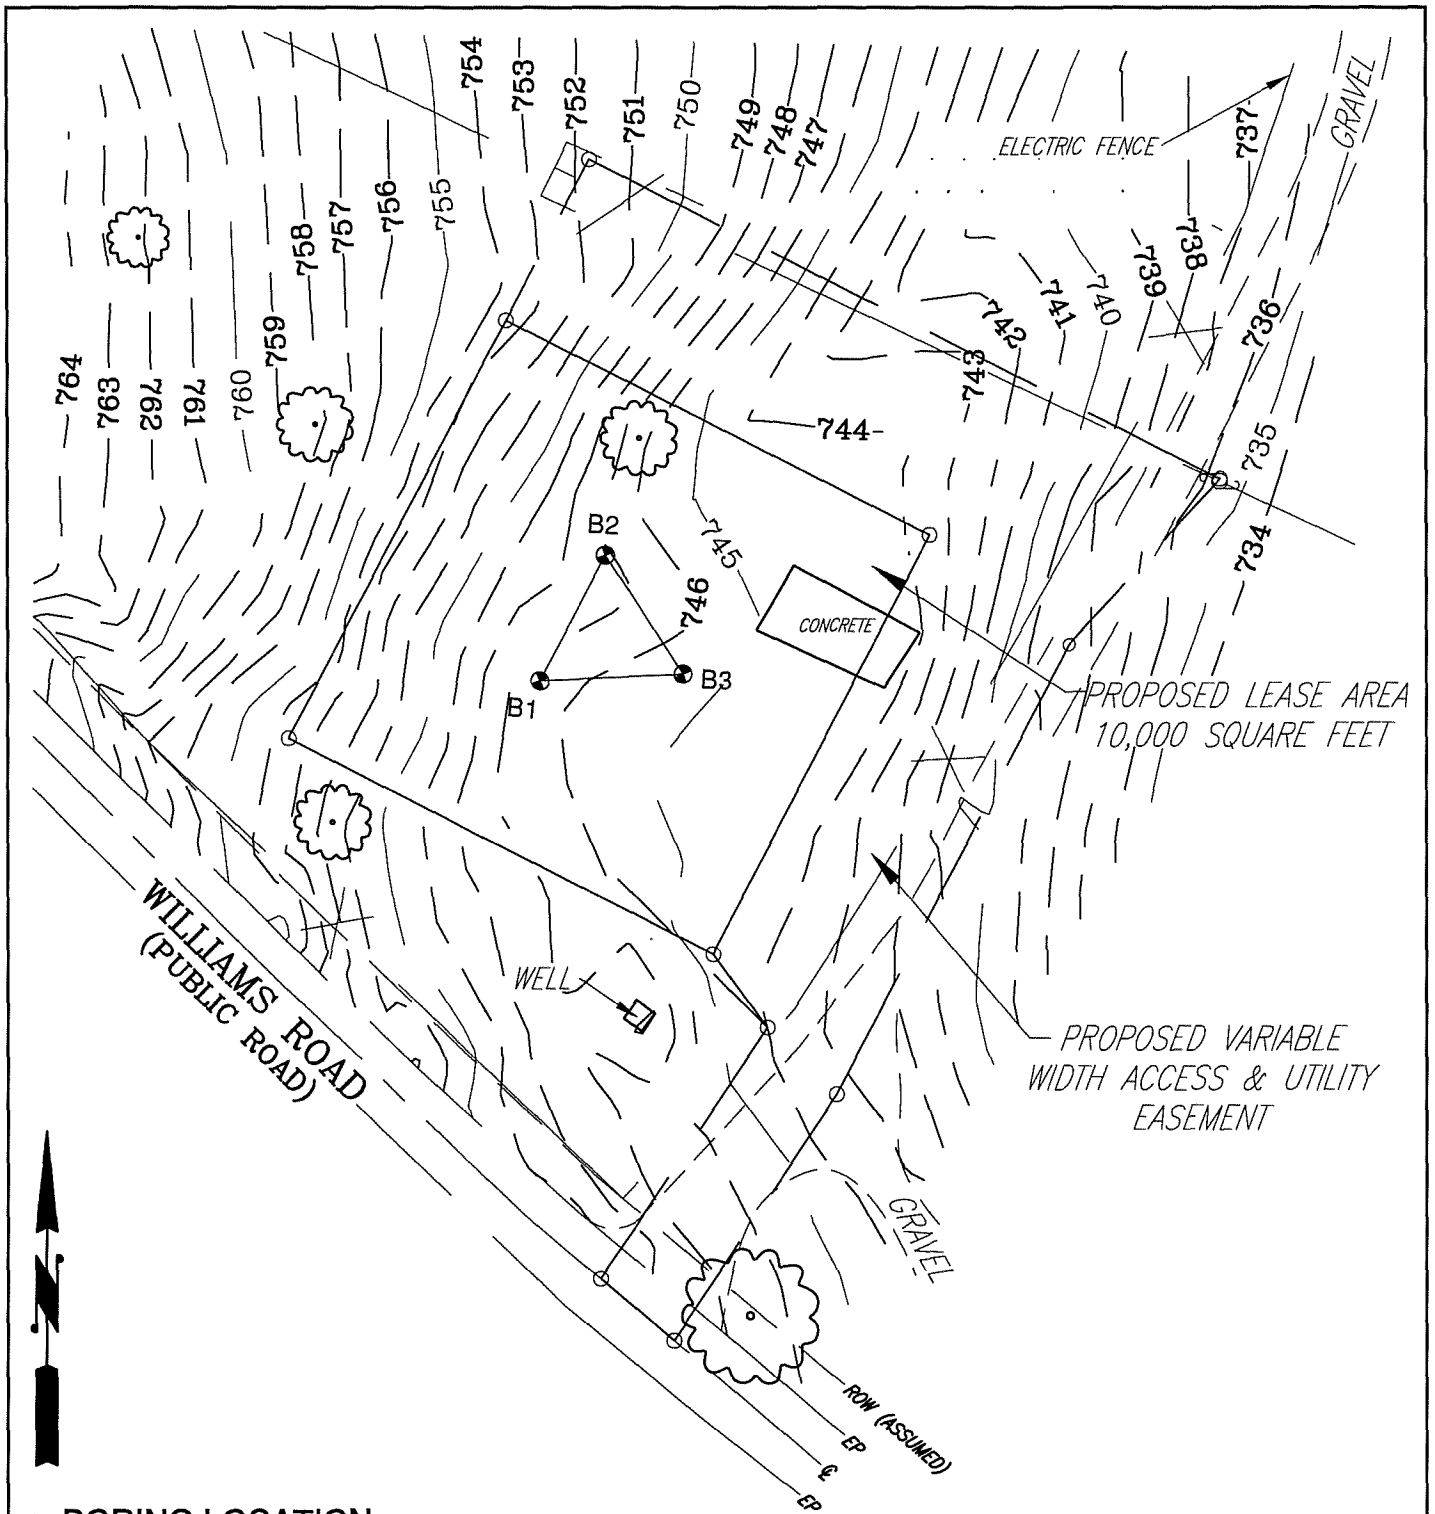 754
753
752
751
750
749
748
747
ELECTRIC FENCE
737
GRAVEL
764
763
762
761
760
759
758
757
756
755
742
741
740
739
738
743
736
744
735
734
745
746
B2
B1
B3
CONCRETE
PROPOSED LEASE AREA
10,000 SQUARE FEET
WELL
WILLIAMS ROAD
(PUBLIC ROAD)
PROPOSED VARIABLE
WIDTH ACCESS & UTILITY
EASEMENT
GRAVEL
N
ROW (ASSUMED)
EP
℄
EP
BORING LOCATION